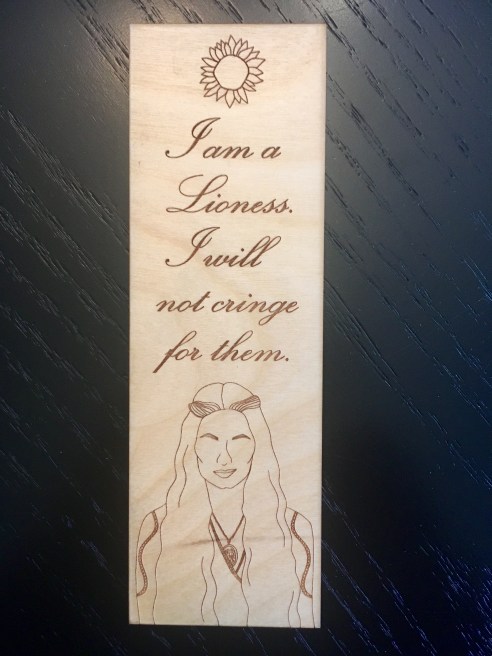 I am a
Lioness.
I will
not cringe
for them.